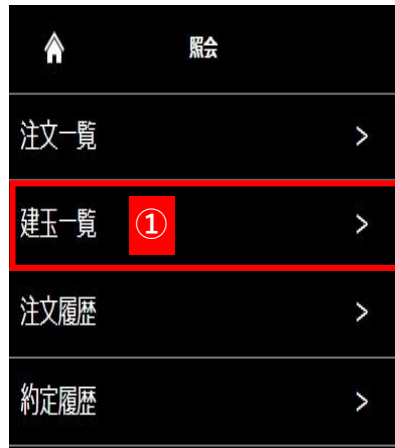 照会
注文一覧 >
建玉一覧 ① >
注文履歴 >
約定履歴 >